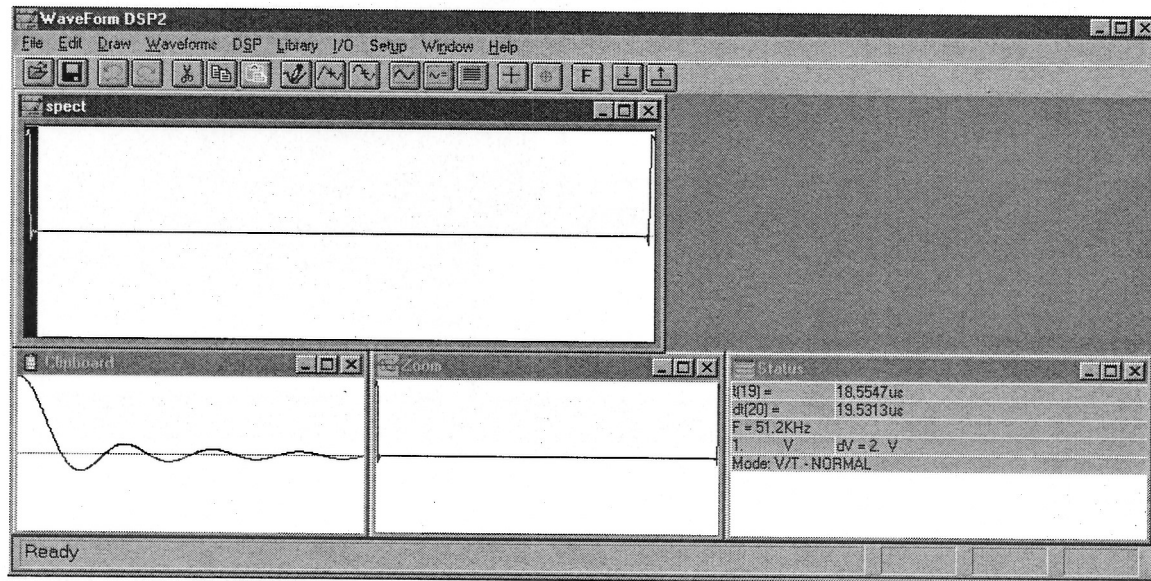 WaveForm DSP2
File Edit Draw Waveforms DSP Library I/O Setup Window Help
F
spect
Clipboard
Zoom
Status
t(19) = 18.5547us
dt(20) = 19.5313us
F = 51.2KHz
1. V dV = 2. V
Mode: V/T - NORMAL
Ready